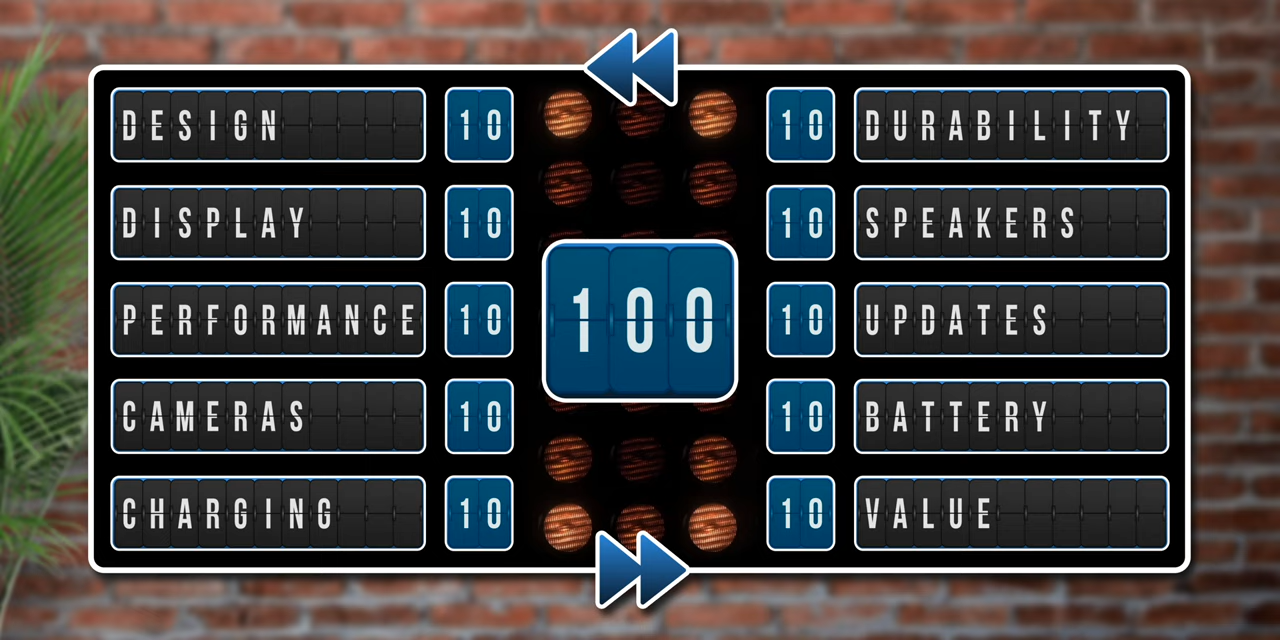 DESIGN 10 10 DURABILITY
DISPLAY 10 10 SPEAKERS
PERFORMANCE 10 100 10 UPDATES
CAMERAS 10 10 BATTERY
CHARGING 10 10 VALUE